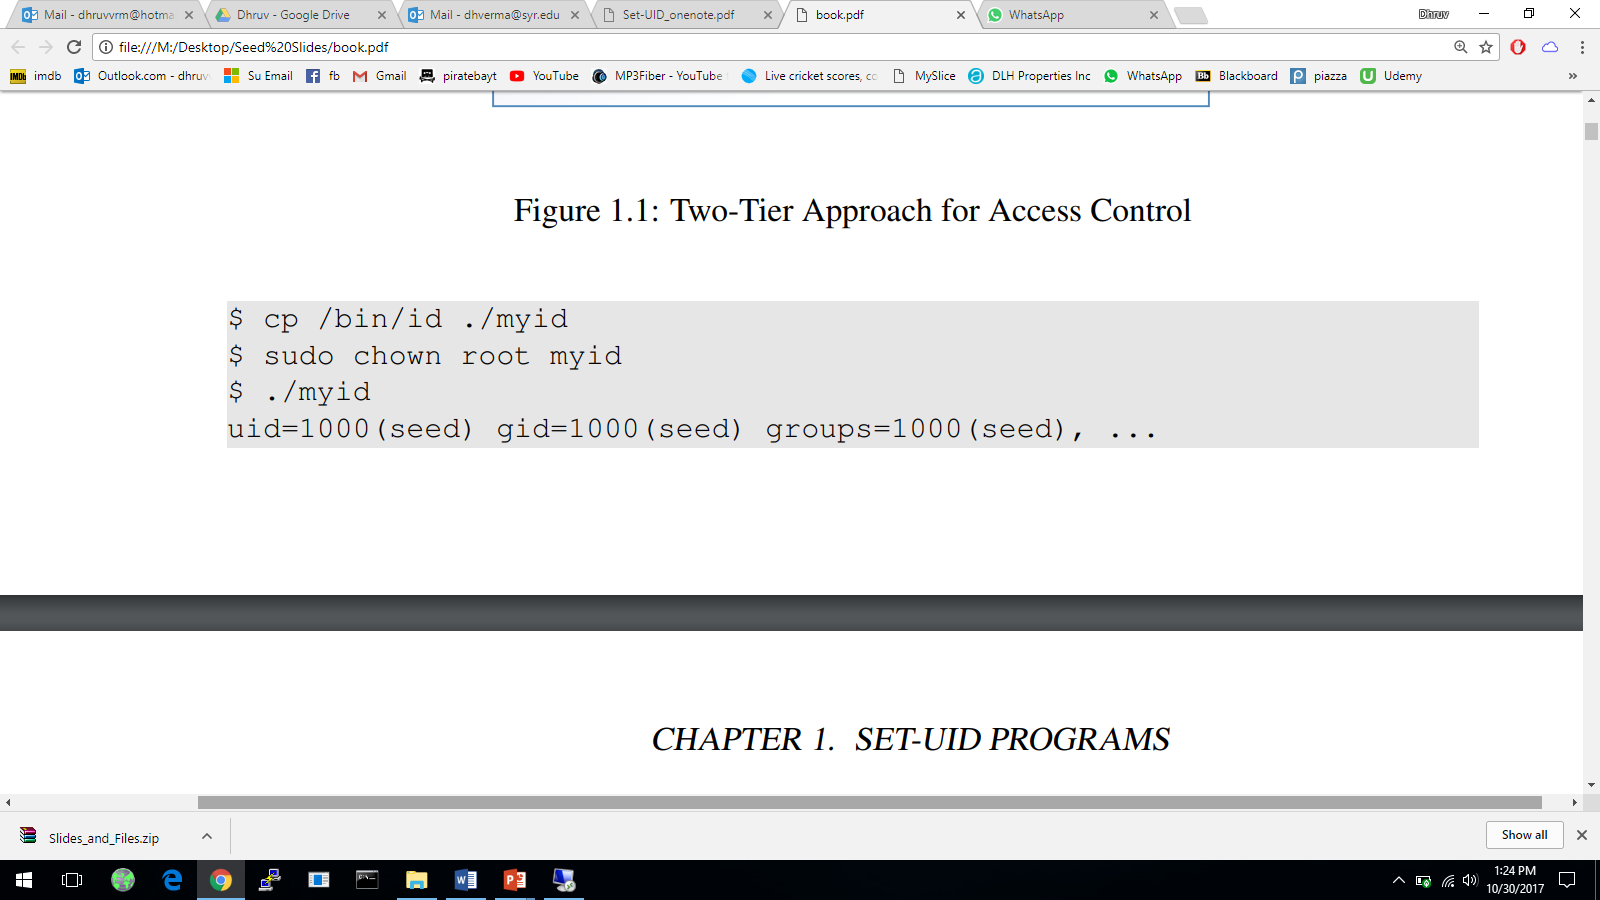 Mail - dhruvvrm@hotma
Dhruv - Google Drive
Mail - dhverma@syr.edu
Set-UID_onenote.pdf
book.pdf
WhatsApp
Dhruv
file:///M:/Desktop/Seed%20Slides/book.pdf
IMDb imdb
Outlook.com - dhruv
Su Email
fb
Gmail
piratebayt
YouTube
MP3Fiber - YouTube
Live cricket scores, co
MySlice
DLH Properties Inc
WhatsApp
Bb Blackboard
piazza
Udemy
»
Figure 1.1: Two-Tier Approach for Access Control
$ cp /bin/id ./myid
$ sudo chown root myid
$ ./myid
uid=1000(seed) gid=1000(seed) groups=1000(seed), ...
CHAPTER 1. SET-UID PROGRAMS
Slides_and_Files.zip
Show all
1:24 PM
10/30/2017